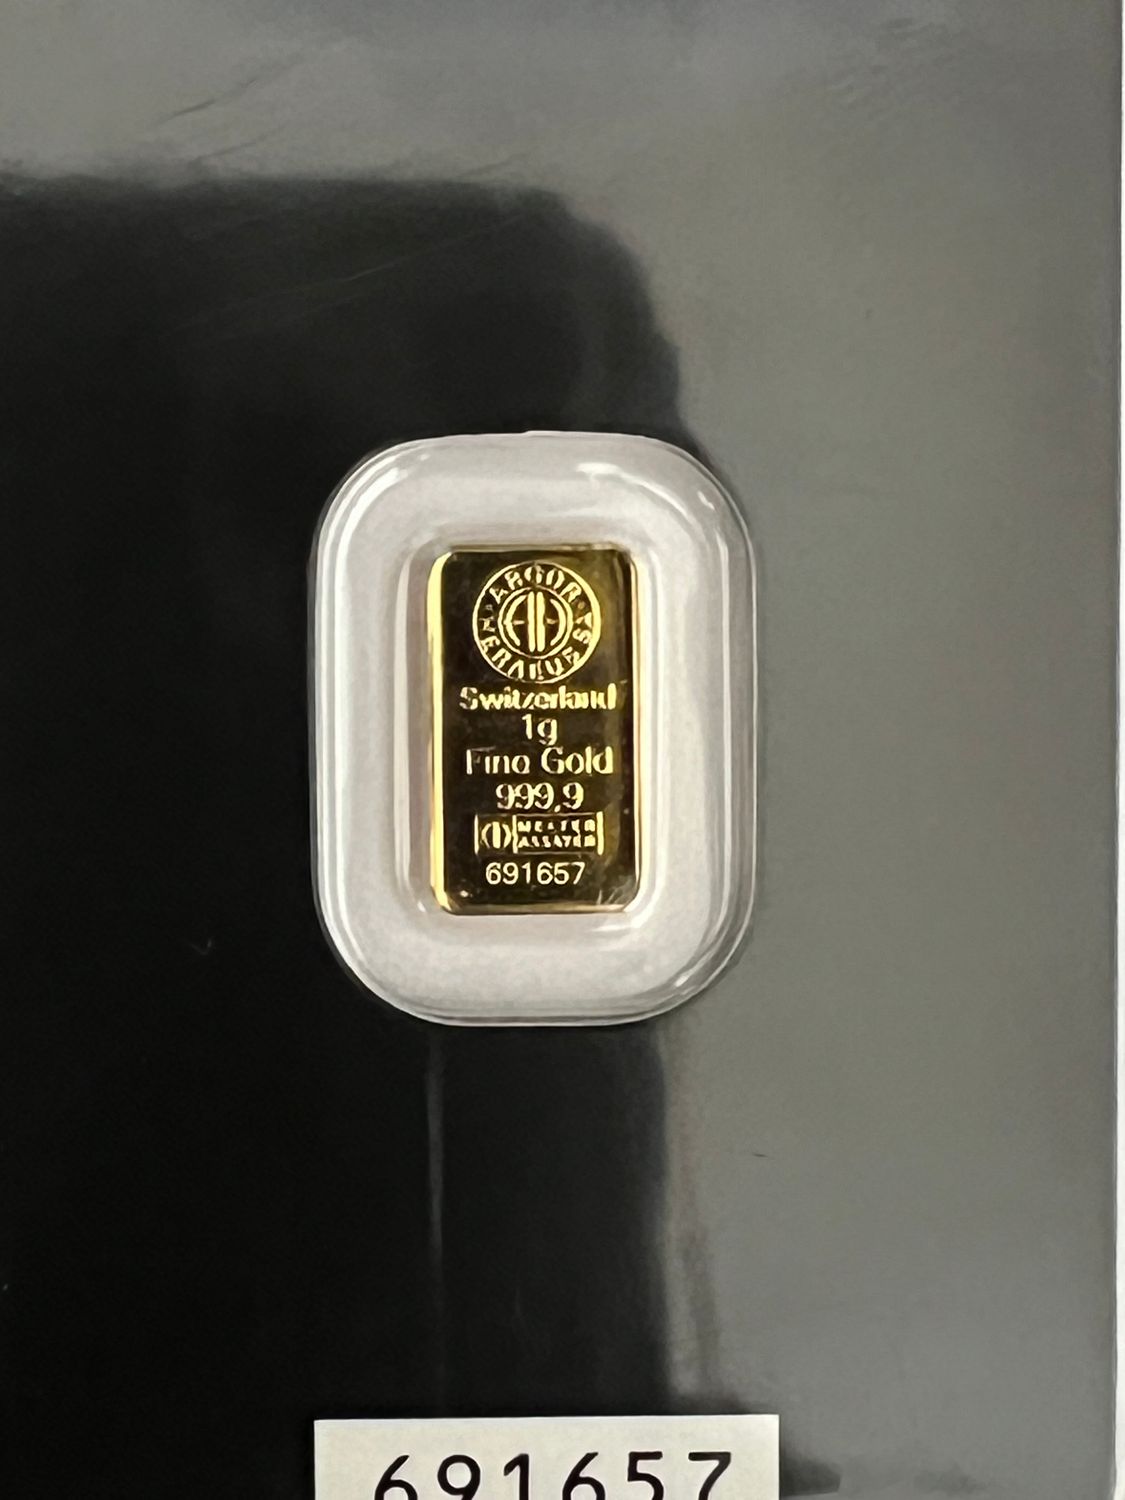 ARGOR HERAEUS SA
Switzerland
1g
Fine Gold
999,9
MELTER
ASSAYER
691657
691657